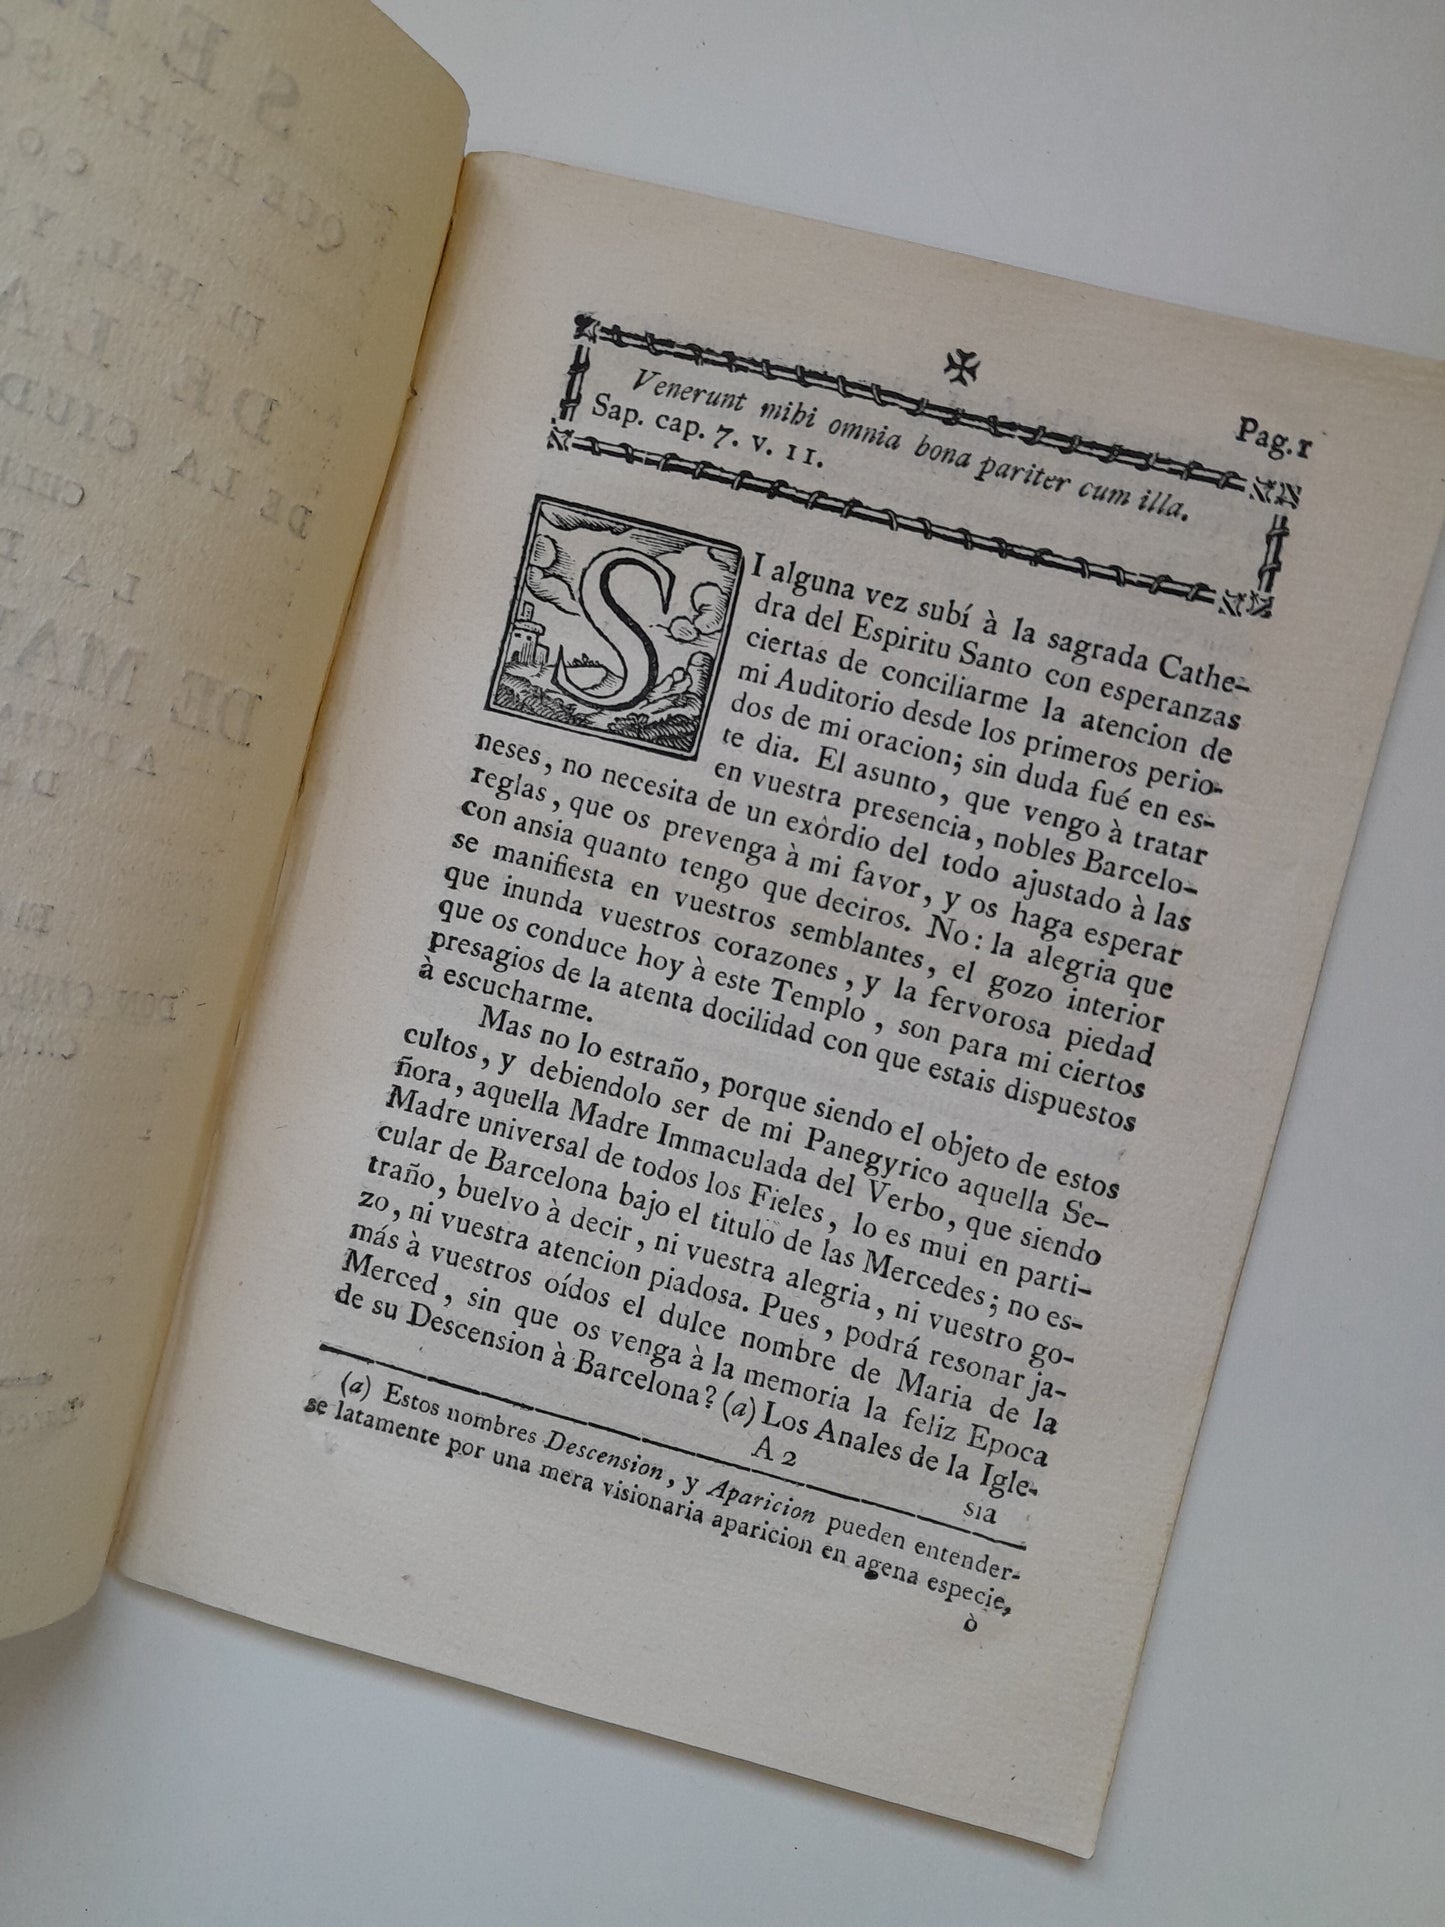 Pag.1
Venerunt mihi omnia bona pariter cum illa.
Sap. cap. 7. v. 11.
SI alguna vez subí à la sagrada Cathe-
dra del Espiritu Santo con esperanzas
ciertas de conciliarme la atencion de
mi Auditorio desde los primeros perio-
dos de mi oracion; sin duda fué en es-
te dia. El asunto, que vengo à tratar
en vuestra presencia, nobles Barcelo-
neses, no necesita de un exòrdio del todo ajustado à las
reglas, que os prevenga à mi favor, y os haga esperar
con ansia quanto tengo que deciros. No: la alegria que
se manifiesta en vuestros semblantes, el gozo interior
que inunda vuestros corazones, y la fervorosa piedad
que os conduce hoy à este Templo, son para mi ciertos
presagios de la atenta docilidad con que estais dispuestos
à escucharme.
Mas no lo estraño, porque siendo el objeto de estos
cultos, y debiendolo ser de mi Panegyrico aquella Se-
ñora, aquella Madre Immaculada del Verbo, que siendo
Madre universal de todos los Fieles, lo es mui en parti-
cular de Barcelona bajo el titulo de las Mercedes; no es-
traño, buelvo à decir, ni vuestra alegria, ni vuestro go-
zo, ni vuestra atencion piadosa. Pues, podrá resonar ja-
más à vuestros oídos el dulce nombre de Maria de la
Merced, sin que os venga à la memoria la feliz Epoca
de su Descension à Barcelona? (a) Los Anales de la Igle-
A 2
sia
(a) Estos nombres Descension, y Aparicion pueden entender-
se latamente por una mera visionaria aparicion en agena especie,
ò